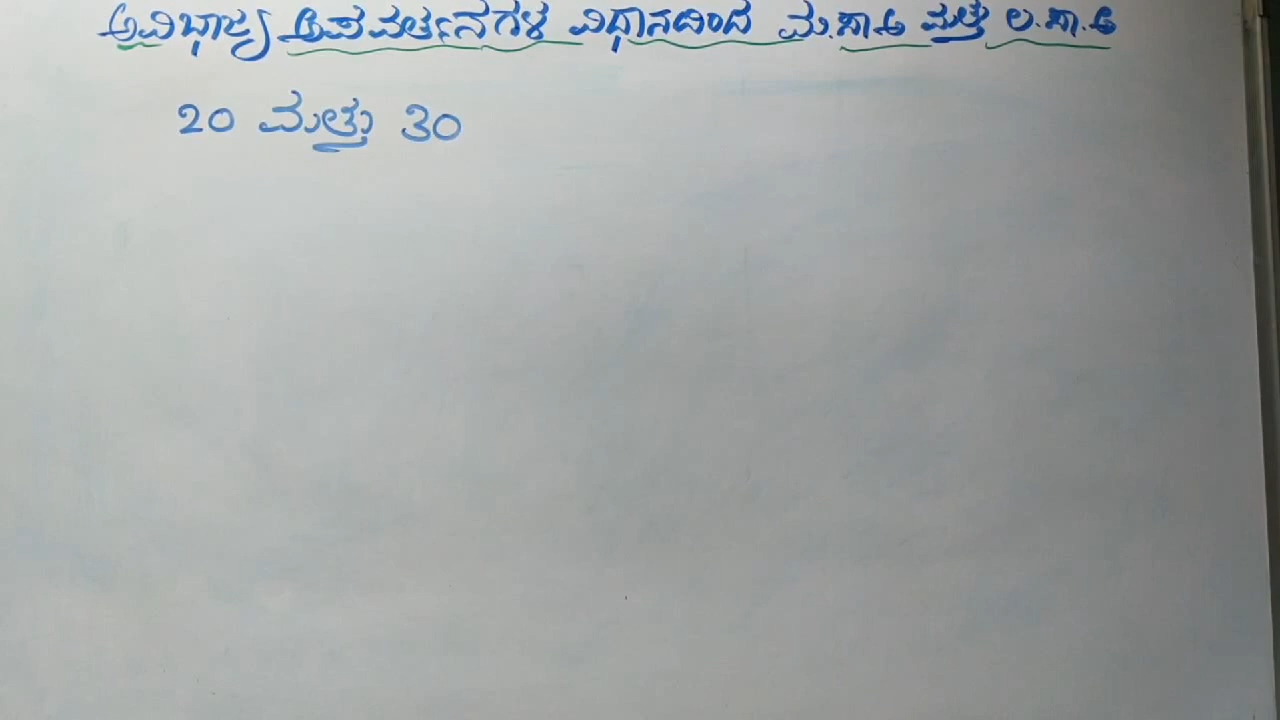 ಅವಿಭಾಜ್ಯ ಅಪವರ್ತನಗಳ ವಿಧಾನದಿಂದ ಮ.ಸಾ.ಅ ಮತ್ತು ಲ.ಸಾ.ಅ
20 ಮತ್ತು 30